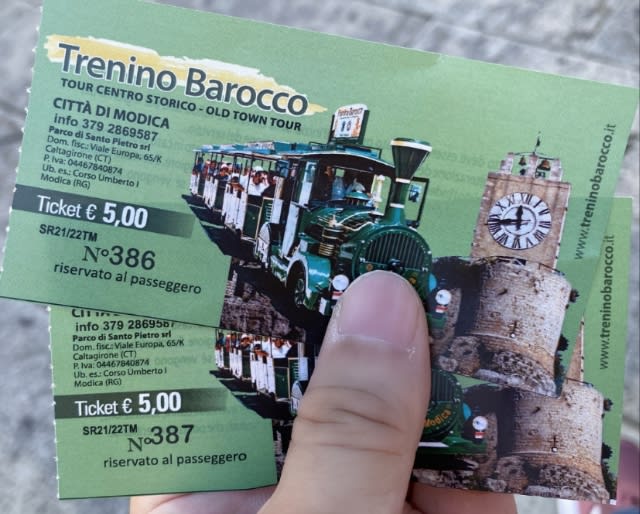 Trenino Barocco
TOUR CENTRO STORICO - OLD TOWN TOUR
CITTÀ DI MODICA
info 379 2869587
Parco di Santo Pietro srl
Dom. fisc.: Viale Europa, 65/K
Caltagirone (CT)
P. Iva: 04467840874
Ub. es.: Corso Umberto I
Modica (RG)
Ticket € 5,00
SR21/22TM
N° 386
riservato al passeggero
www.treninobarocco.it
info 379 2869587
Parco di Santo Pietro srl
Dom. fisc.: Viale Europa, 65/K
Caltagirone (CT)
P. Iva: 04467840874
Ub. es.: Corso Umberto I
Modica (RG)
Ticket € 5,00
SR21/22TM
N° 387
riservato al passeggero
Modica
www.treninobarocco.it